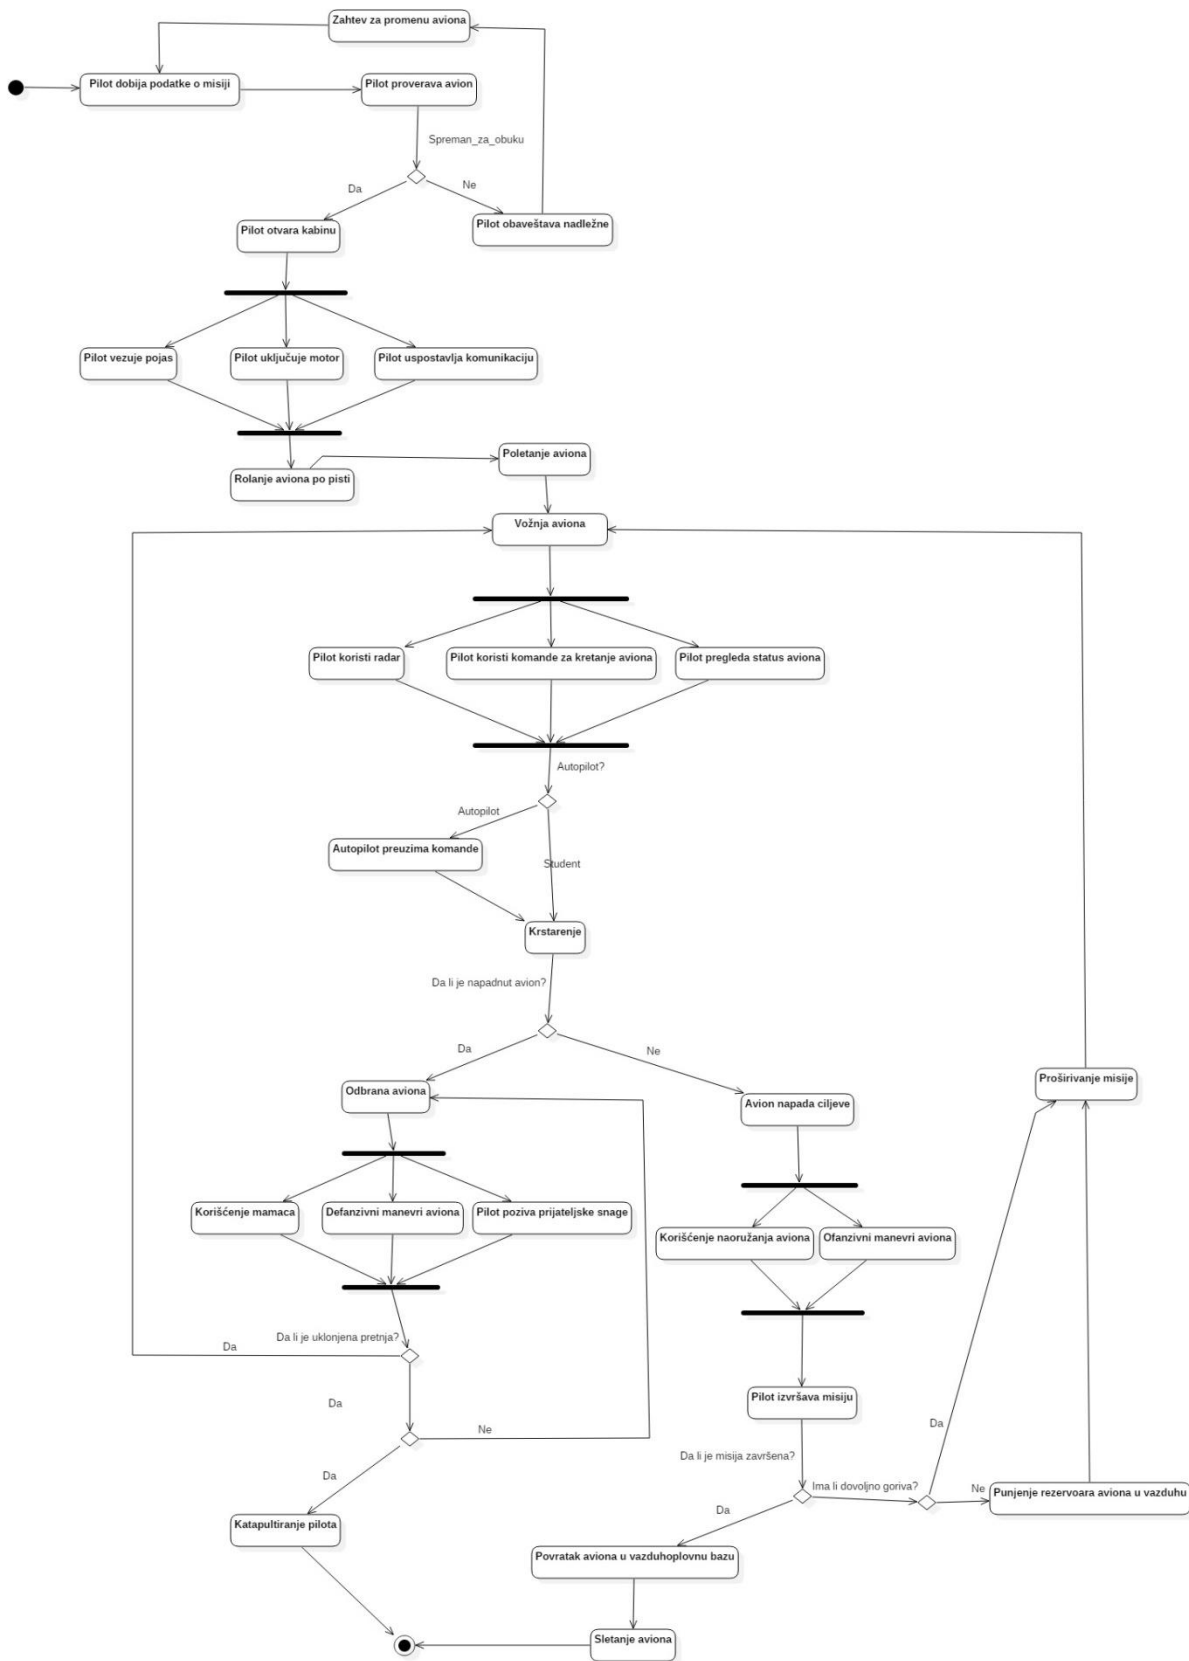 Zahtev za promenu aviona
Pilot dobija podatke o misiji
Pilot proverava avion
Spreman_za_obuku
Da
Ne
Pilot otvara kabinu
Pilot obaveštava nadležne
Pilot vezuje pojas
Pilot uključuje motor
Pilot uspostavlja komunikaciju
Poletanje aviona
Rolanje aviona po pisti
Vožnja aviona
Pilot koristi radar
Pilot koristi komande za kretanje aviona
Pilot pregleda status aviona
Autopilot?
Autopilot
Autopilot preuzima komande
Student
Krstarenje
Da li je napadnut avion?
Da
Ne
Odbrana aviona
Proširivanje misije
Avion napada ciljeve
Korišćenje mamaca
Defanzivni manevri aviona
Pilot poziva prijateljske snage
Korišćenje naoružanja aviona
Ofanzivni manevri aviona
Da li je uklonjena pretnja?
Da
Da
Ne
Pilot izvršava misiju
Da
Da li je misija završena?
Da
Ima li dovoljno goriva?
Ne
Punjenje rezervoara aviona u vazduhu
Da
Katapultiranje pilota
Povratak aviona u vazduhoplovnu bazu
Sletanje aviona